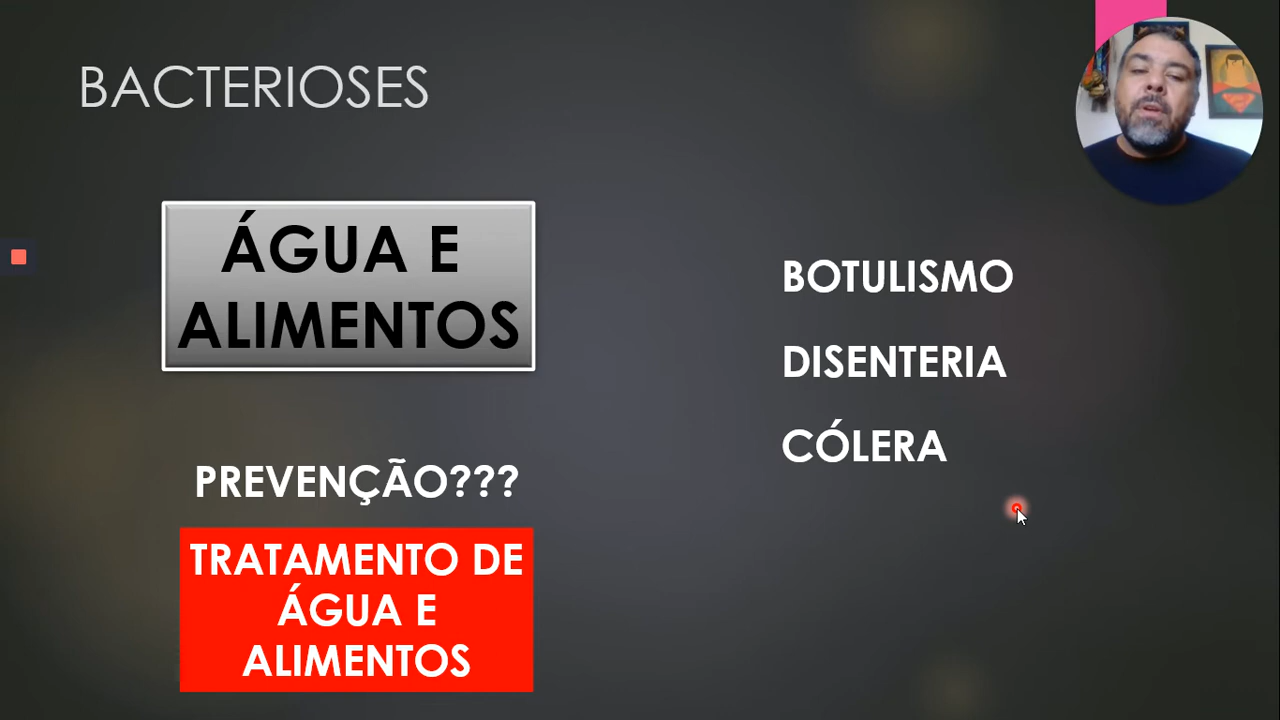 BACTERIOSES
ÁGUA E
ALIMENTOS
PREVENÇÃO???
TRATAMENTO DE
ÁGUA E
ALIMENTOS
BOTULISMO
DISENTERIA
CÓLERA